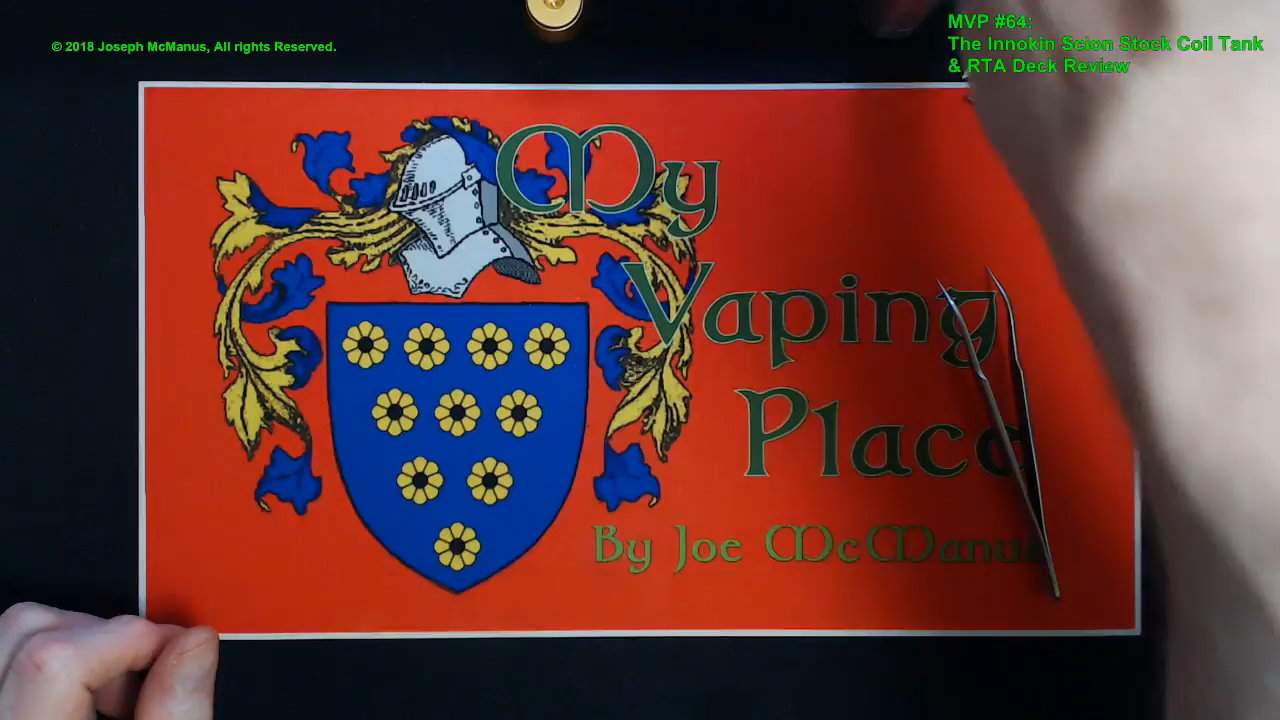 © 2018 Joseph McManus, All rights Reserved.
MVP #64:
The Innokin Scion Stock Coil Tank
& RTA Deck Review
My
Vaping
Place
By Joe McManus